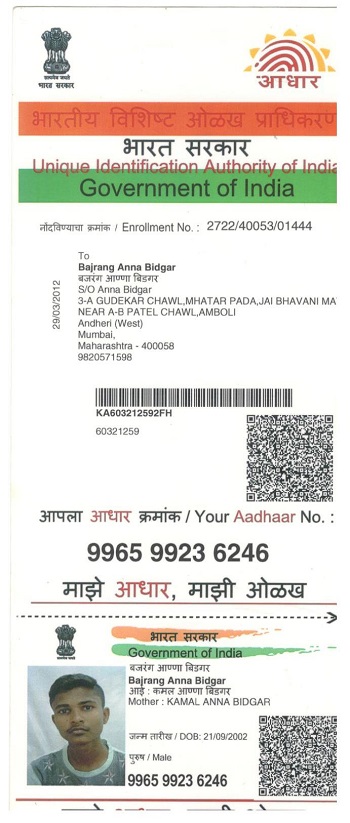 सत्यमेव जयते
भारत सरकार
आधार
भारतीय विशिष्ट ओळख प्राधिकरण
भारत सरकार
Unique Identification Authority of India
Government of India
नोंदविण्याचा क्रमांक / Enrollment No. : 2722/40053/01444
29/03/2012
To
Bajrang Anna Bidgar
बजरंग आण्णा बिडगर
S/O Anna Bidgar
3-A GUDEKAR CHAWL,MHATAR PADA,JAI BHAVANI
NEAR A-B PATEL CHAWL,AMBOLI
Andheri (West)
Mumbai,
Maharashtra - 400058
9820571598
KA603212592FH
60321259
आपला आधार क्रमांक / Your Aadhaar No. :
9965 9923 6246
माझे आधार, माझी ओळख
भारत सरकार
Government of India
बजरंग आण्णा बिडगर
Bajrang Anna Bidgar
आई : कमल आण्णा बिडगर
Mother : KAMAL ANNA BIDGAR
जन्म तारीख / DOB: 21/09/2002
पुरुष / Male
9965 9923 6246